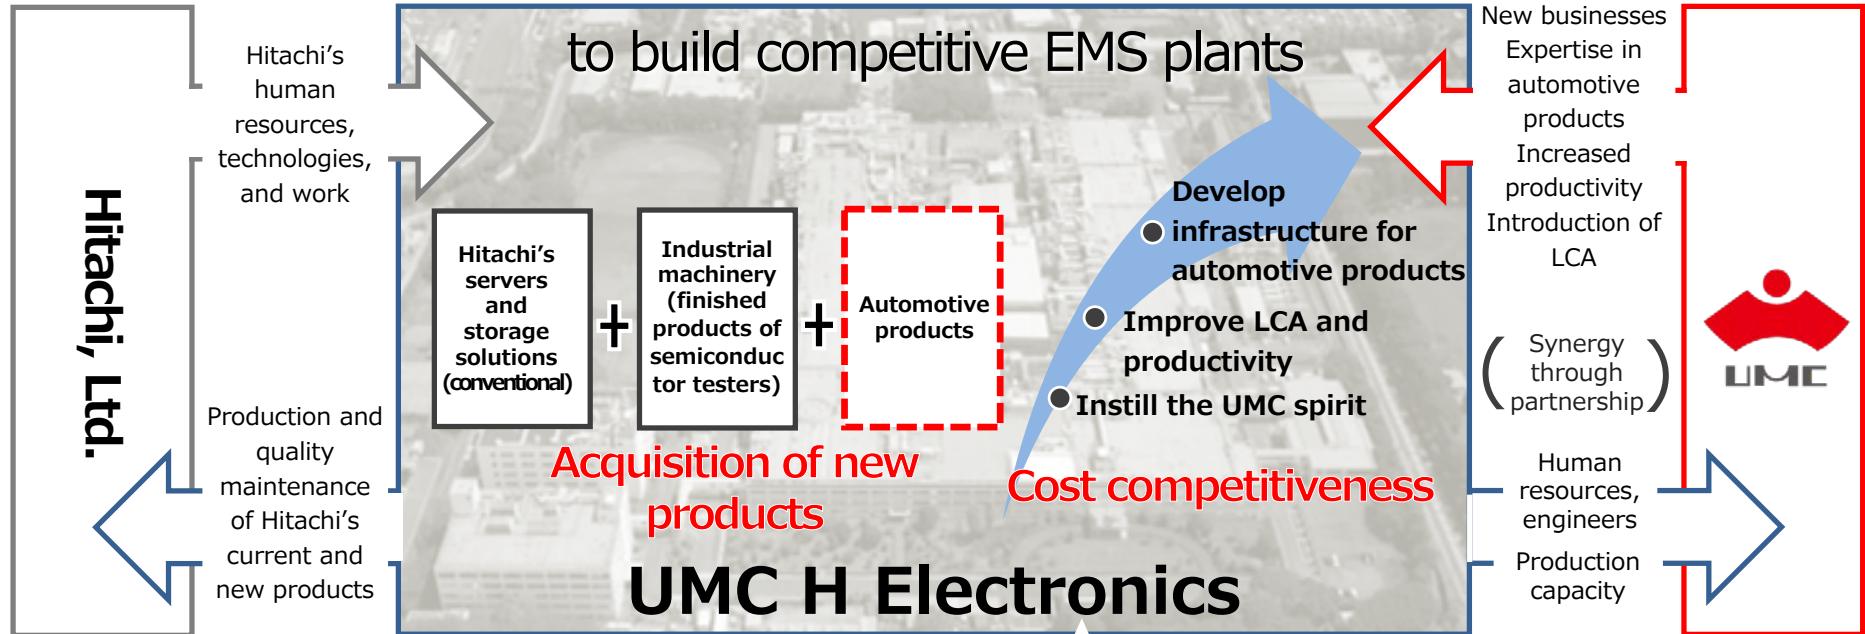 Hitachi, Ltd.
Hitachi's
human
resources,
technologies,
and work
Production and
quality
maintenance
of Hitachi's
current and
new products
to build competitive EMS plants
Hitachi's
servers
and
storage
solutions
(conventional)
+
Industrial
machinery
(finished
products of
semiconduc
tor testers)
+
Automotive
products
Acquisition of new
products
Develop
infrastructure for
automotive products
Improve LCA and
productivity
Instill the UMC spirit
Cost competitiveness
UMC H Electronics
New businesses
Expertise in
automotive
products
Increased
productivity
Introduction of
LCA
(Synergy
through
partnership)
Human
resources,
engineers
Production
capacity
UMC